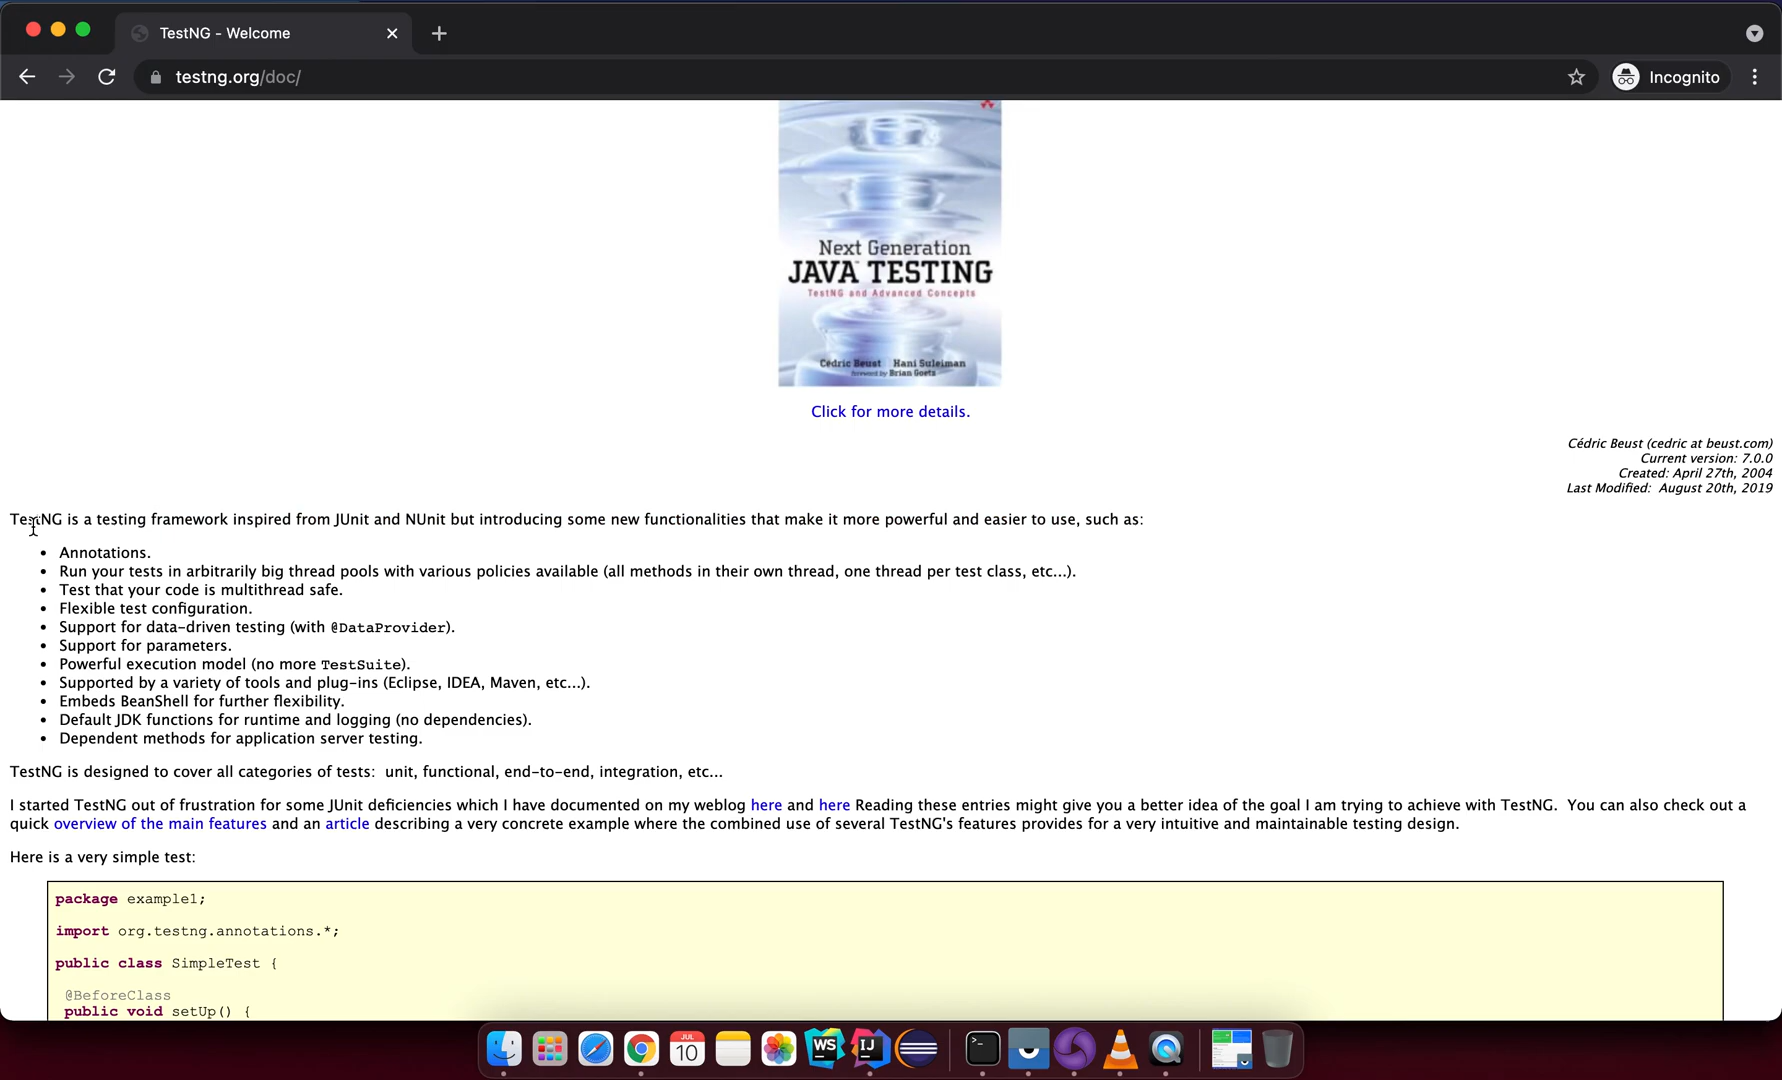 TestNG - Welcome
testng.org/doc/
Incognito
Next Generation
JAVA™ TESTING
TestNG and Advanced Concepts
Cédric Beust Hani Suleiman
foreword by Brian Goetz
Click for more details.
Cédric Beust (cedric at beust.com)
Current version: 7.0.0
Created: April 27th, 2004
Last Modified:  August 20th, 2019
TestNG is a testing framework inspired from JUnit and NUnit but introducing some new functionalities that make it more powerful and easier to use, such as:
• Annotations.
• Run your tests in arbitrarily big thread pools with various policies available (all methods in their own thread, one thread per test class, etc...).
• Test that your code is multithread safe.
• Flexible test configuration.
• Support for data-driven testing (with @DataProvider).
• Support for parameters.
• Powerful execution model (no more TestSuite).
• Supported by a variety of tools and plug-ins (Eclipse, IDEA, Maven, etc...).
• Embeds BeanShell for further flexibility.
• Default JDK functions for runtime and logging (no dependencies).
• Dependent methods for application server testing.
TestNG is designed to cover all categories of tests:  unit, functional, end-to-end, integration, etc...
I started TestNG out of frustration for some JUnit deficiencies which I have documented on my weblog here and here Reading these entries might give you a better idea of the goal I am trying to achieve with TestNG.  You can also check out a
quick overview of the main features and an article describing a very concrete example where the combined use of several TestNG's features provides for a very intuitive and maintainable testing design.
Here is a very simple test:
package example1;
import org.testng.annotations.*;
public class SimpleTest {
@BeforeClass
public void setUp() {
JUL
10
WS
IJ
>_